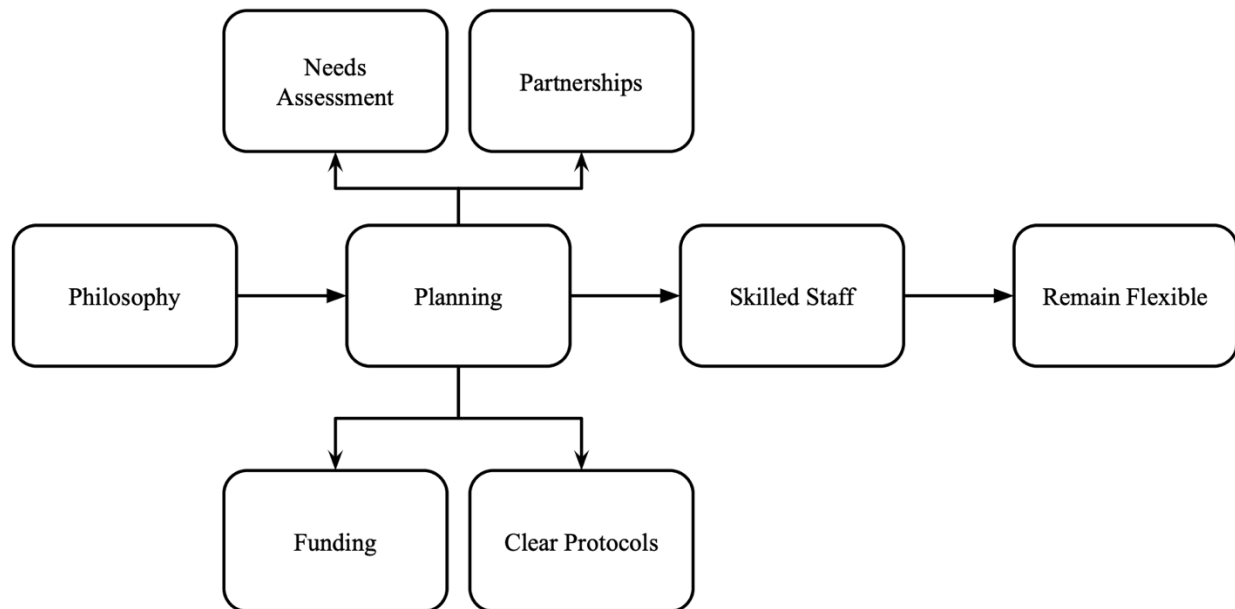 Needs
Assessment
Partnerships
Philosophy
Planning
Skilled Staff
Remain Flexible
Funding
Clear Protocols